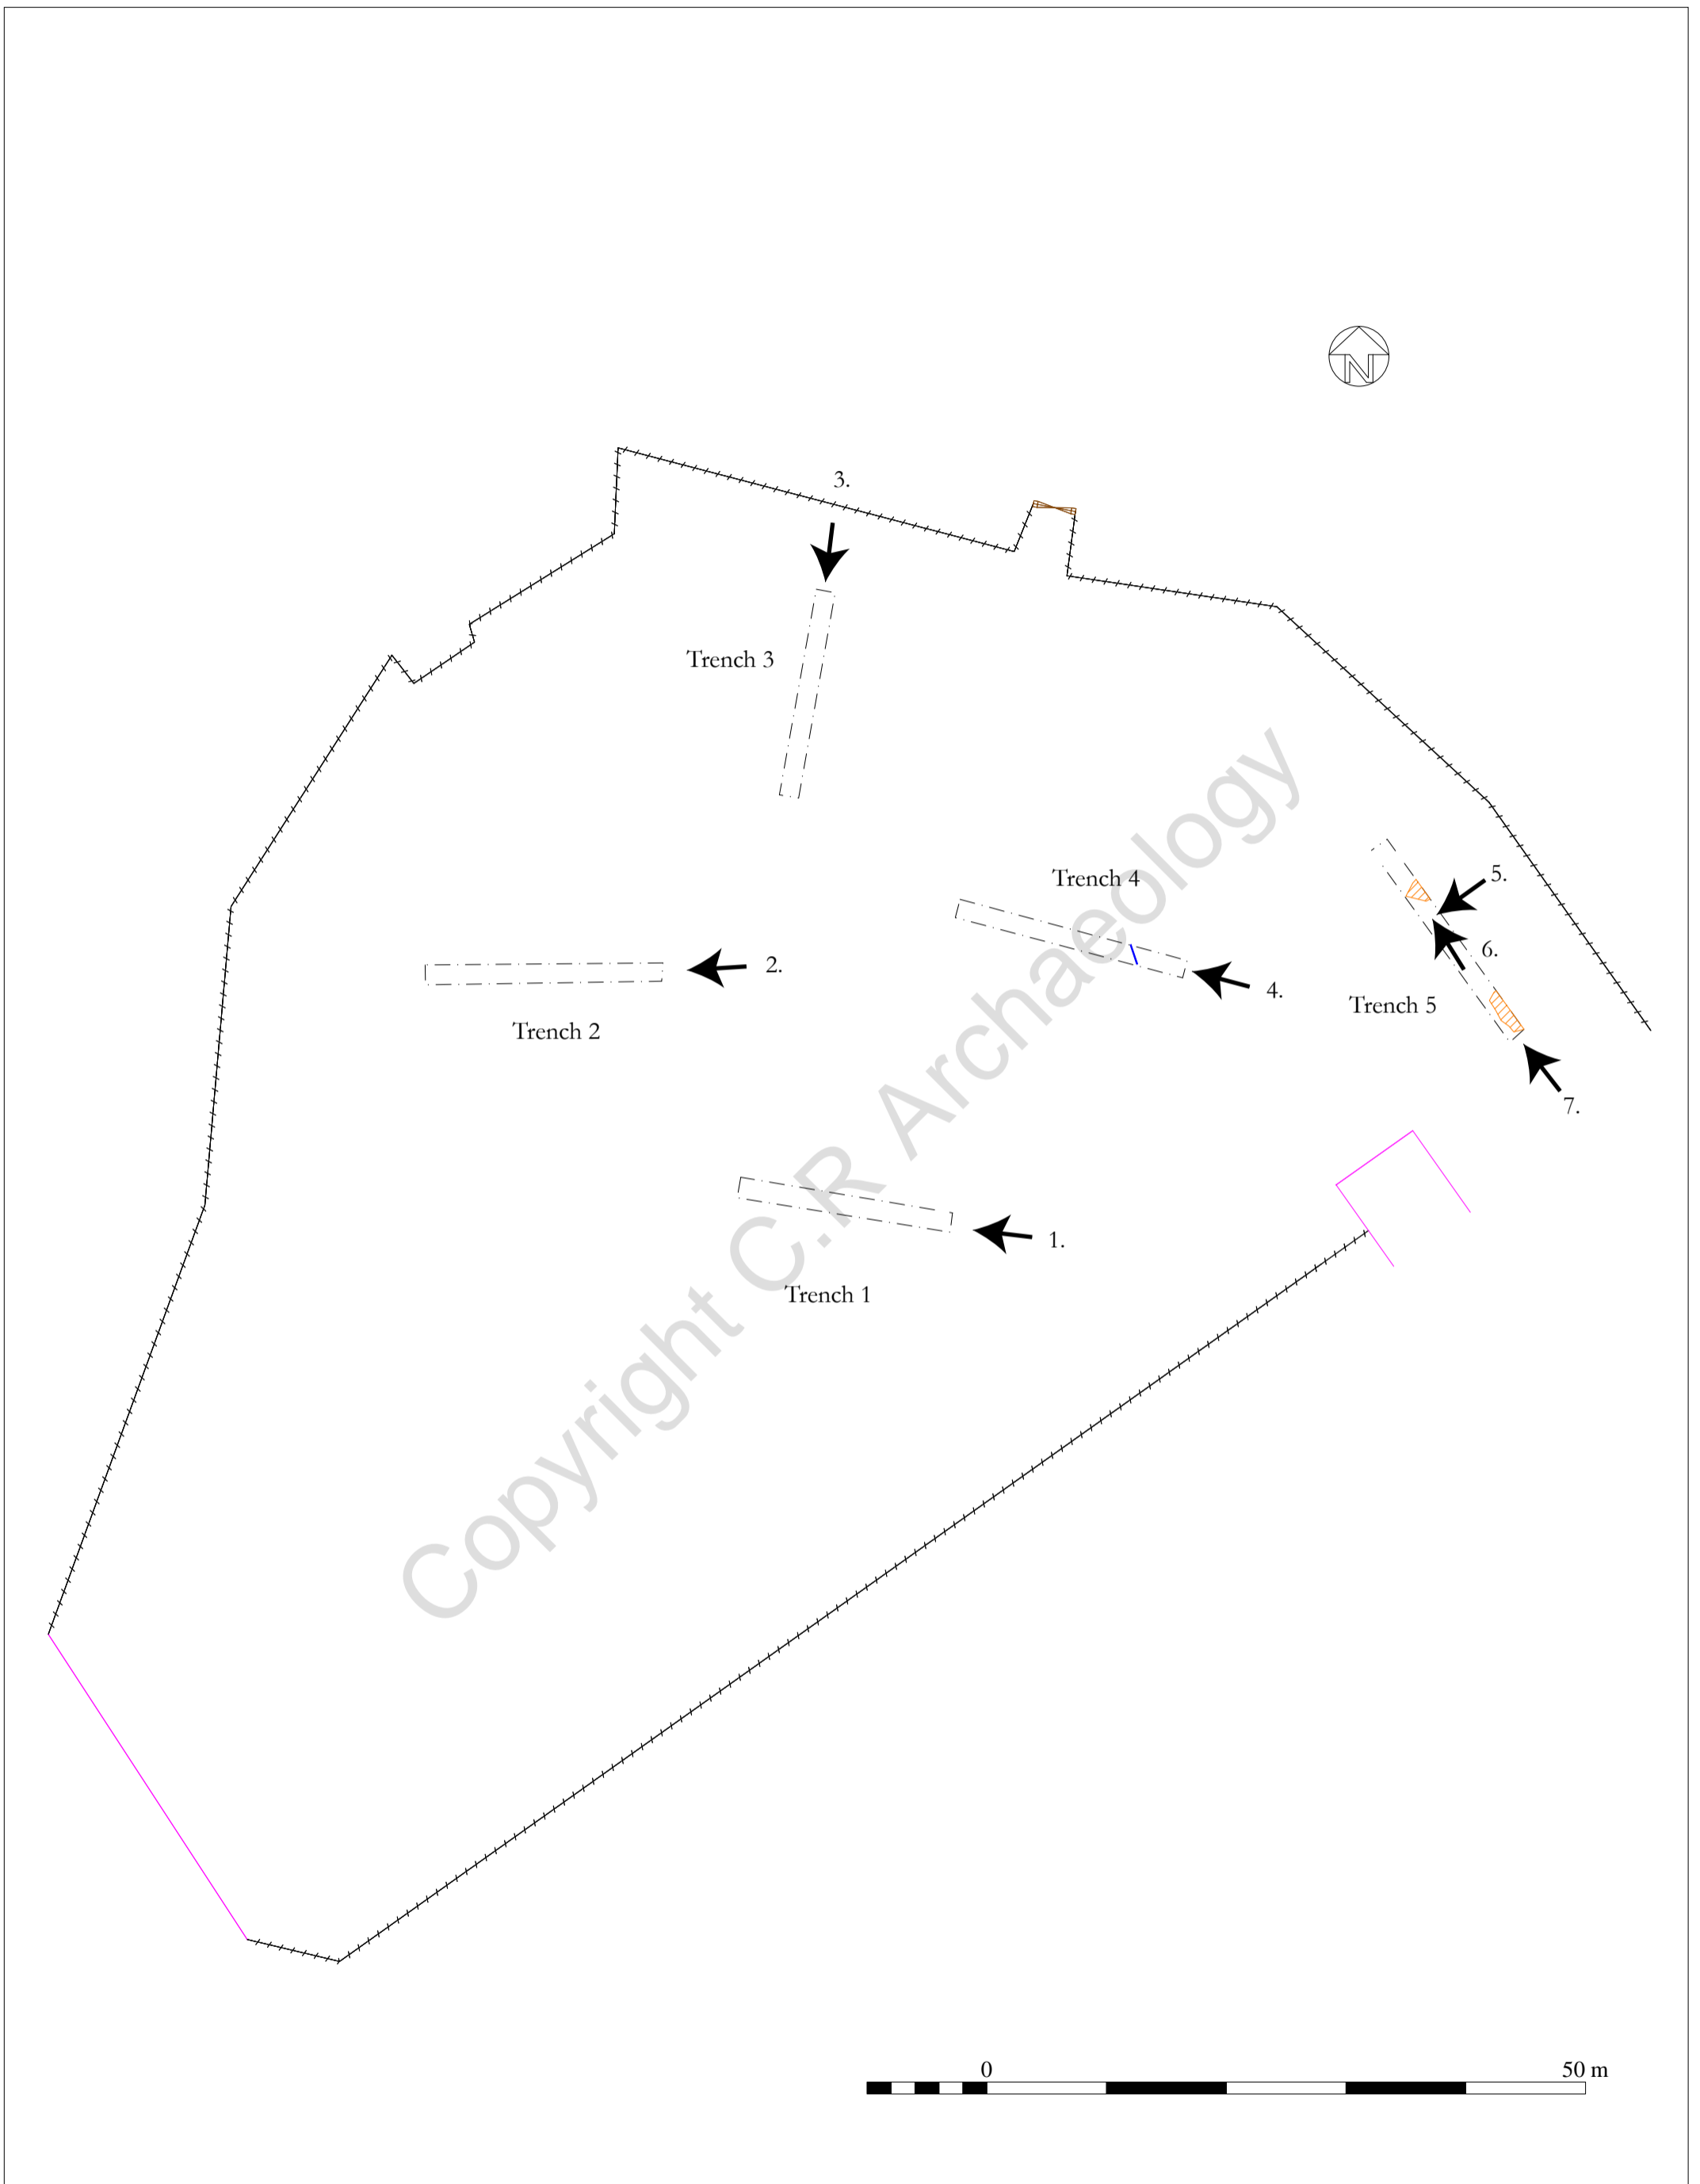 N
3.
Trench 3
Trench 4
5.
6.
2.
4.
Trench 5
Trench 2
7.
1.
Trench 1
Copyright C.R Archaeology
0 50 m